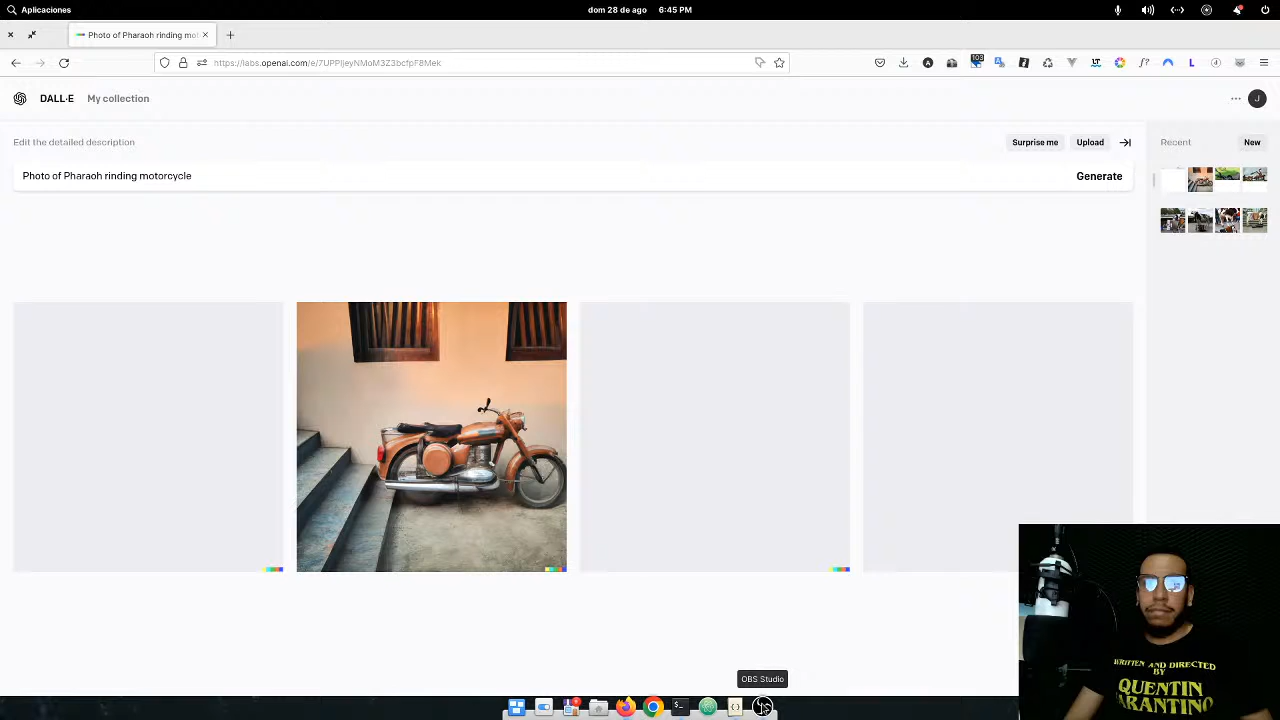 Aplicaciones
dom 28 de ago 6:45 PM
Photo of Pharaoh rinding mot
https://labs.openai.com/e/7UPPIjeyNMoM3Z3bcfpF8Mek
103
DALL·E My collection
J
Edit the detailed description
Surprise me Upload
Recent New
Photo of Pharaoh rinding motorcycle
Generate
OBS Studio
WRITTEN AND DIRECTED
BY
QUENTIN
TARANTINO